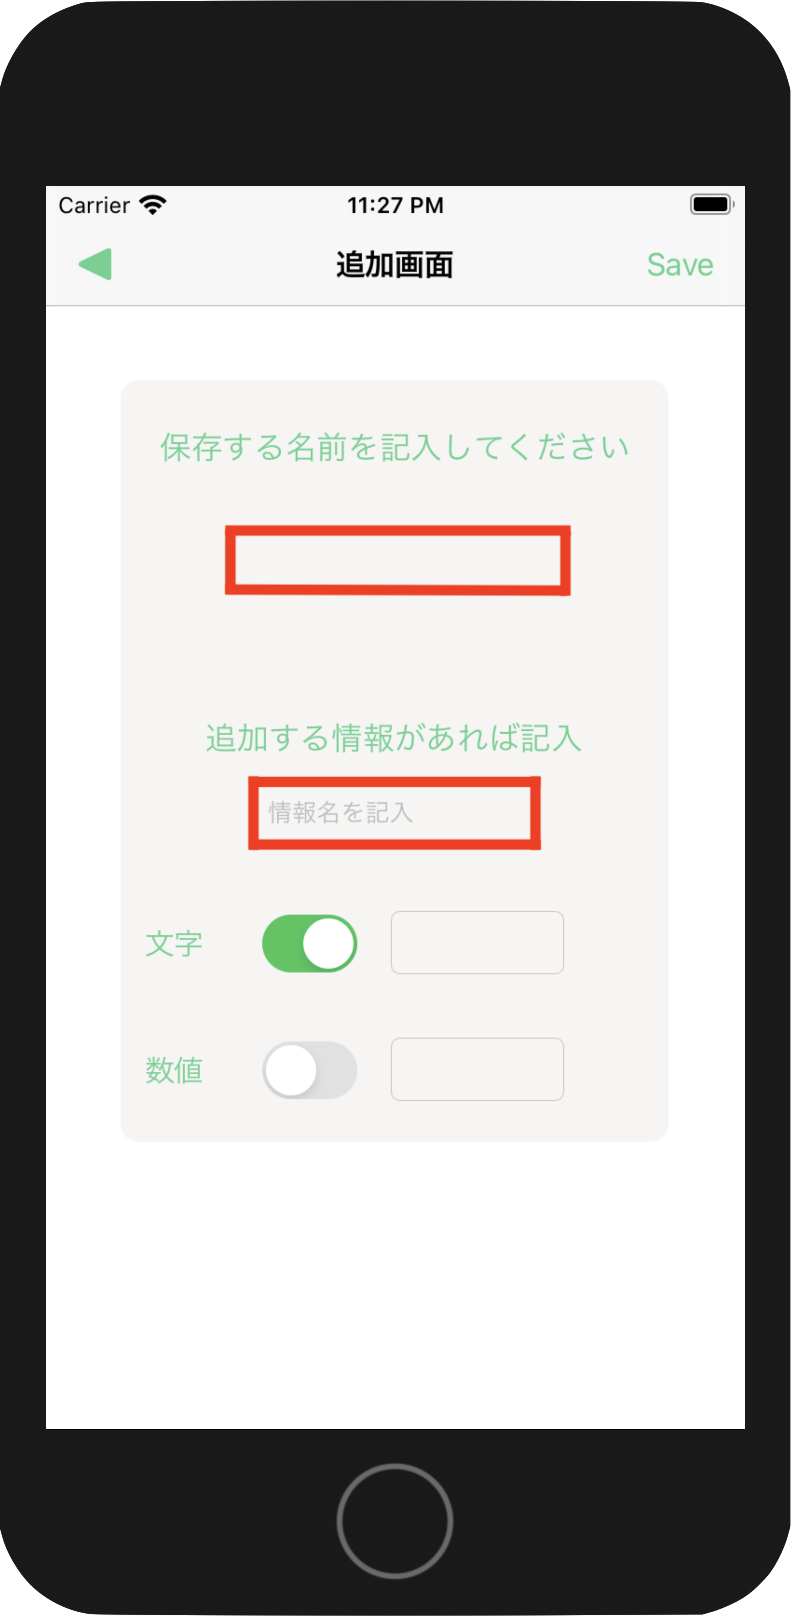 Carrier 11:27 PM
追加画面 Save
保存する名前を記入してください
追加する情報があれば記入
情報名を記入
文字
数値